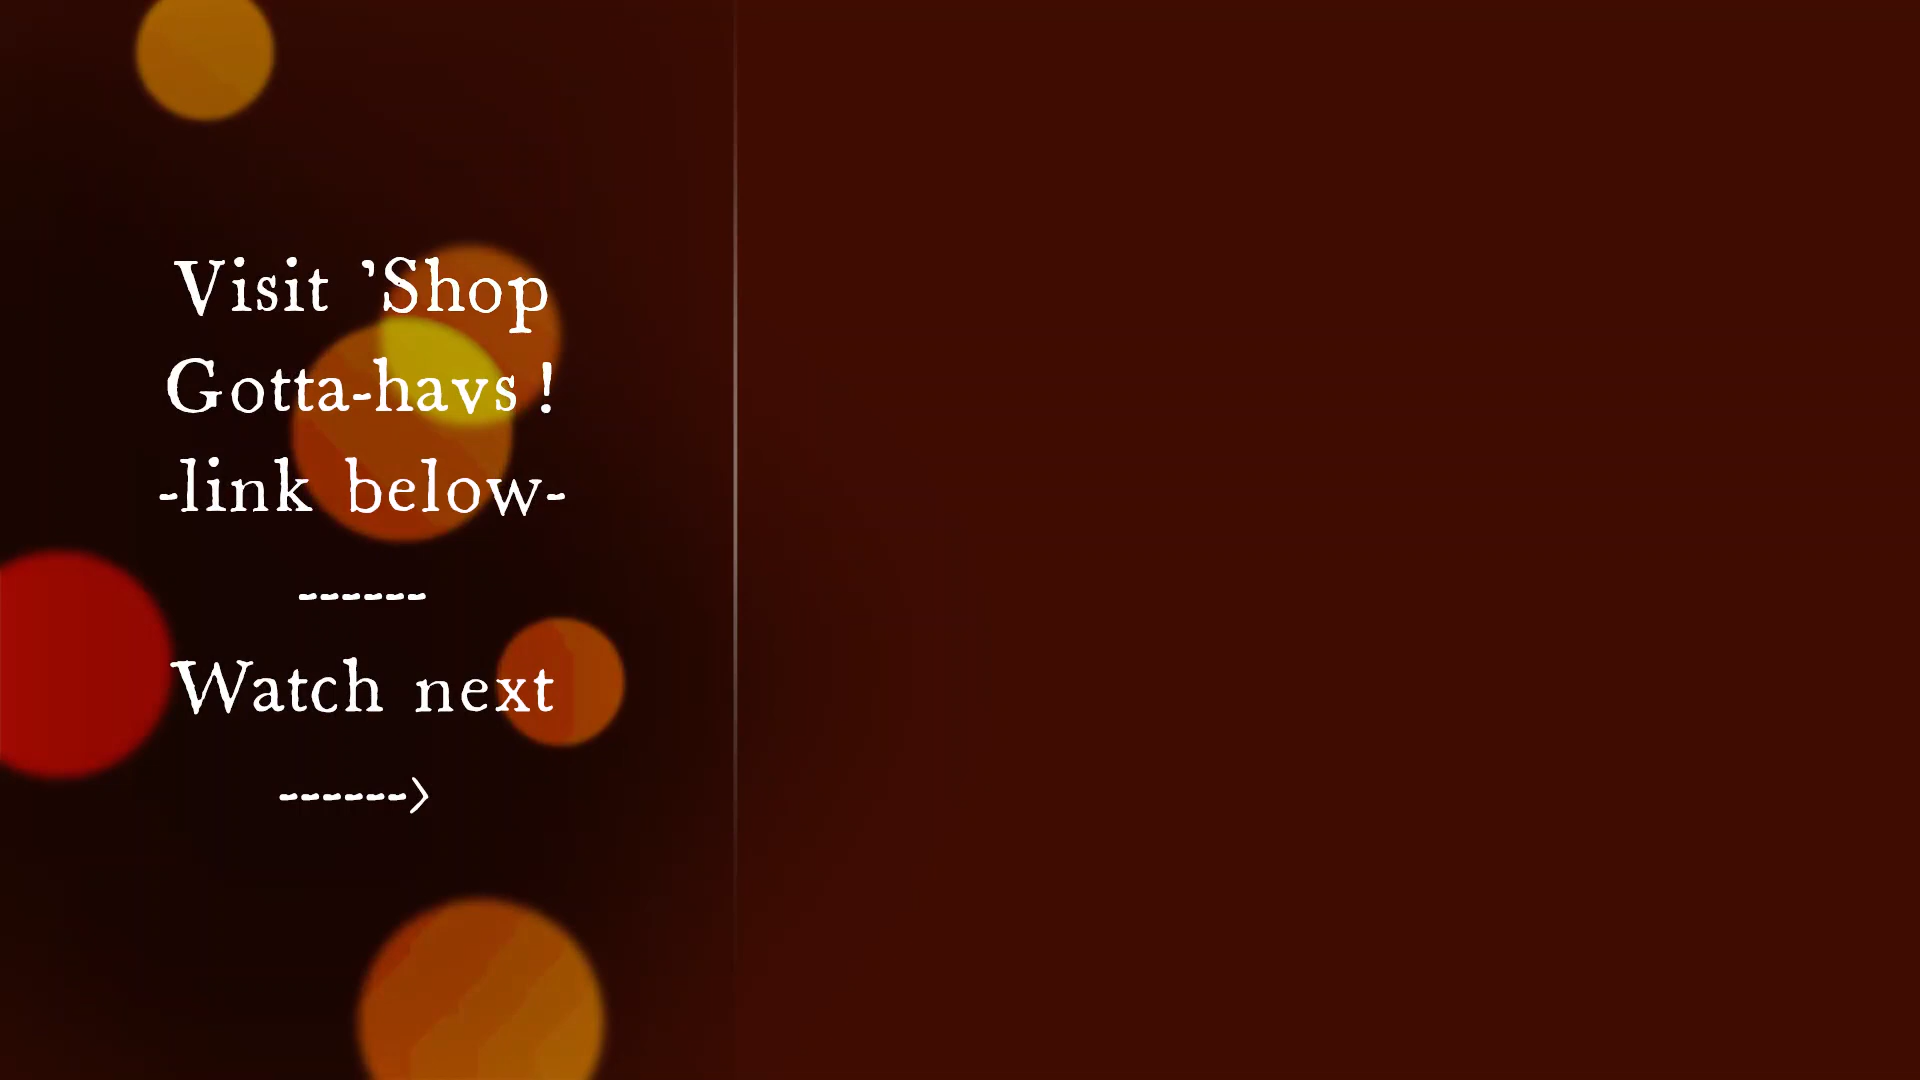 Visit ’Shop
Gotta-havs !
-link below-
------
Watch next
------>